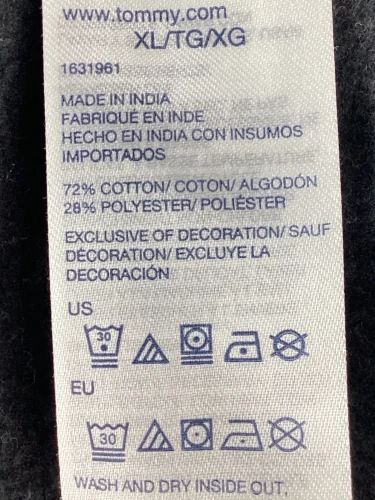 www.tommy.com
XL/TG/XG
1631961
MADE IN INDIA
FABRIQUÉ EN INDE
HECHO EN INDIA CON INSUMOS
IMPORTADOS
72% COTTON/ COTON/ ALGODÓN
28% POLYESTER/ POLIÉSTER
EXCLUSIVE OF DECORATION/ SAUF
DÉCORATION/ EXCLUYE LA
DECORACIÓN
US
30
EU
30
WASH AND DRY INSIDE OUT.